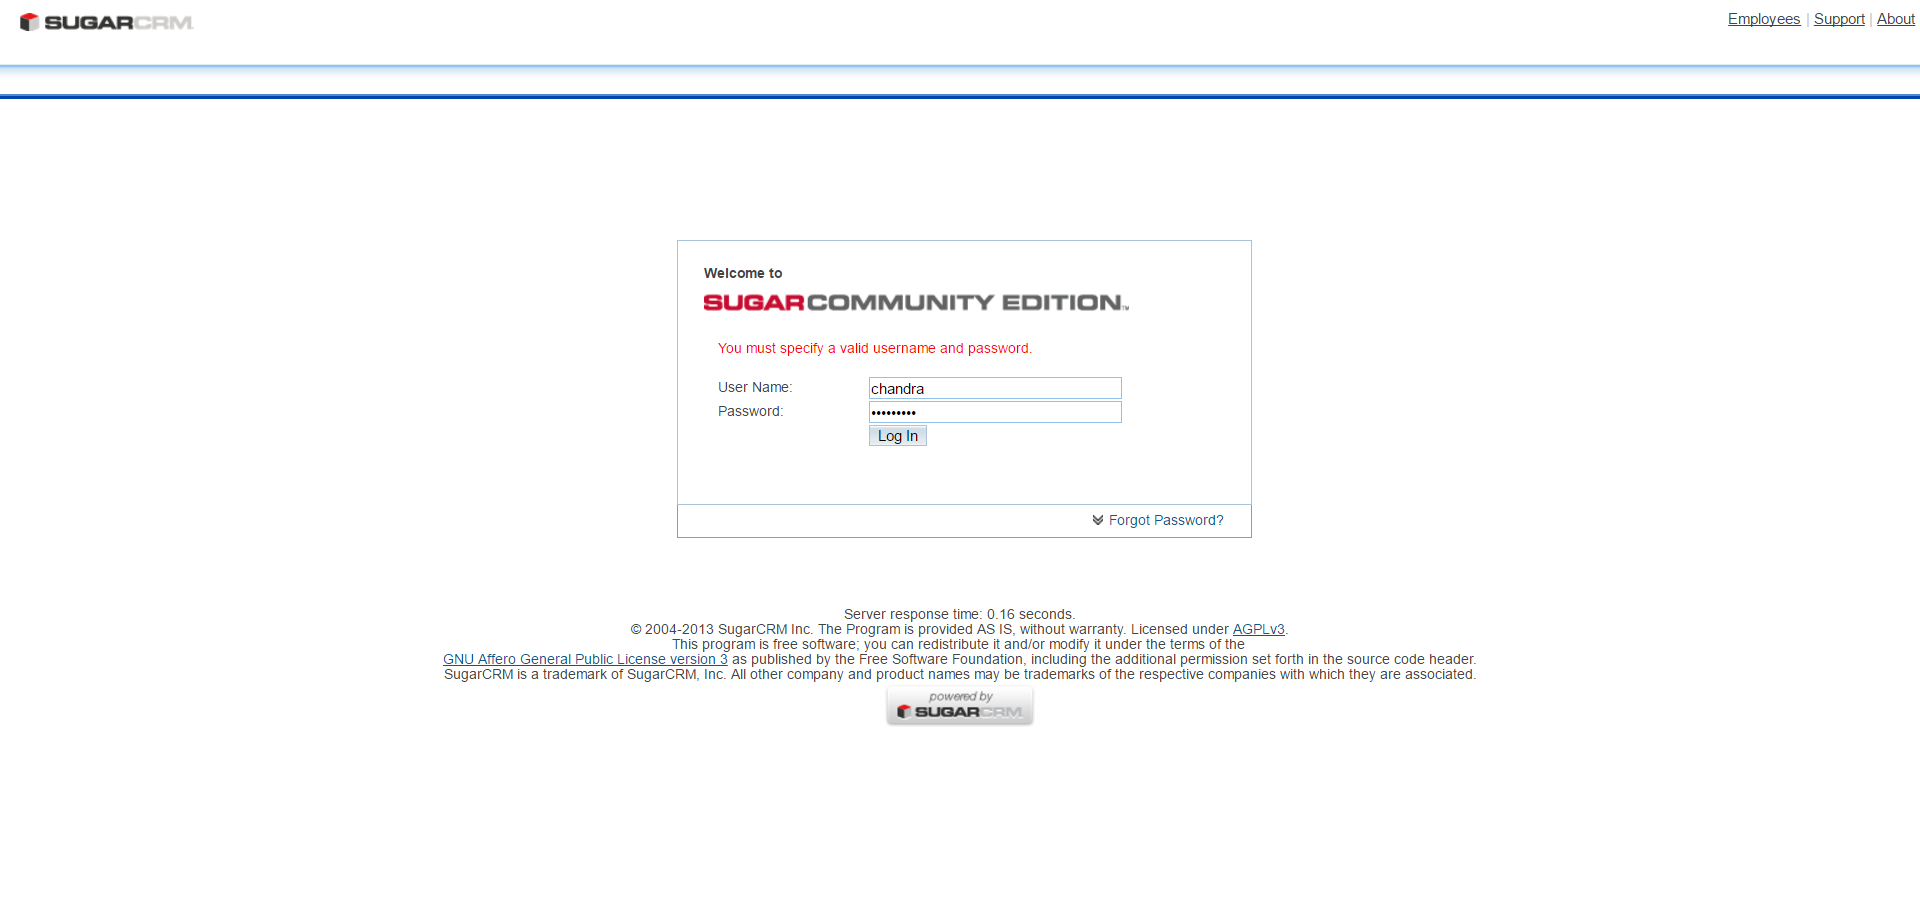 SUGARCRM
Employees | Support | About
Welcome to
SUGARCOMMUNITY EDITION.™
You must specify a valid username and password.
User Name: chandra
Password: •••••••••
Log In
Forgot Password?
Server response time: 0.16 seconds.
© 2004-2013 SugarCRM Inc. The Program is provided AS IS, without warranty. Licensed under AGPLv3.
This program is free software; you can redistribute it and/or modify it under the terms of the
GNU Affero General Public License version 3 as published by the Free Software Foundation, including the additional permission set forth in the source code header.
SugarCRM is a trademark of SugarCRM, Inc. All other company and product names may be trademarks of the respective companies with which they are associated.
powered by
SUGARCRM